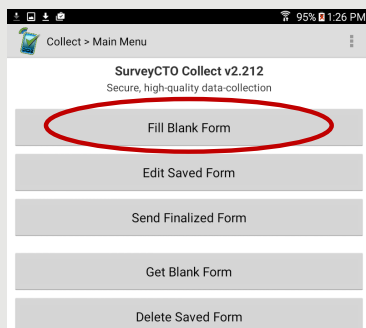 95% 1:26 PM
Collect > Main Menu
SurveyCTO Collect v2.212
Secure, high-quality data-collection
Fill Blank Form
Edit Saved Form
Send Finalized Form
Get Blank Form
Delete Saved Form